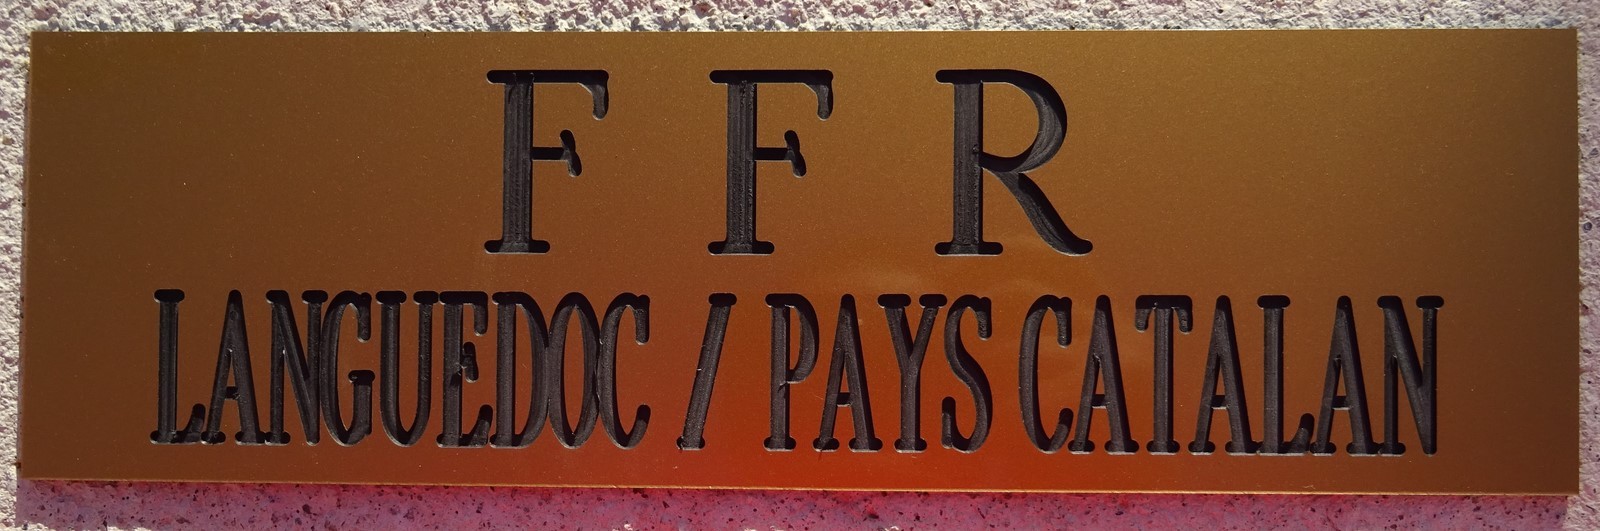 F F R
LANGUEDOC / PAYS CATALAN